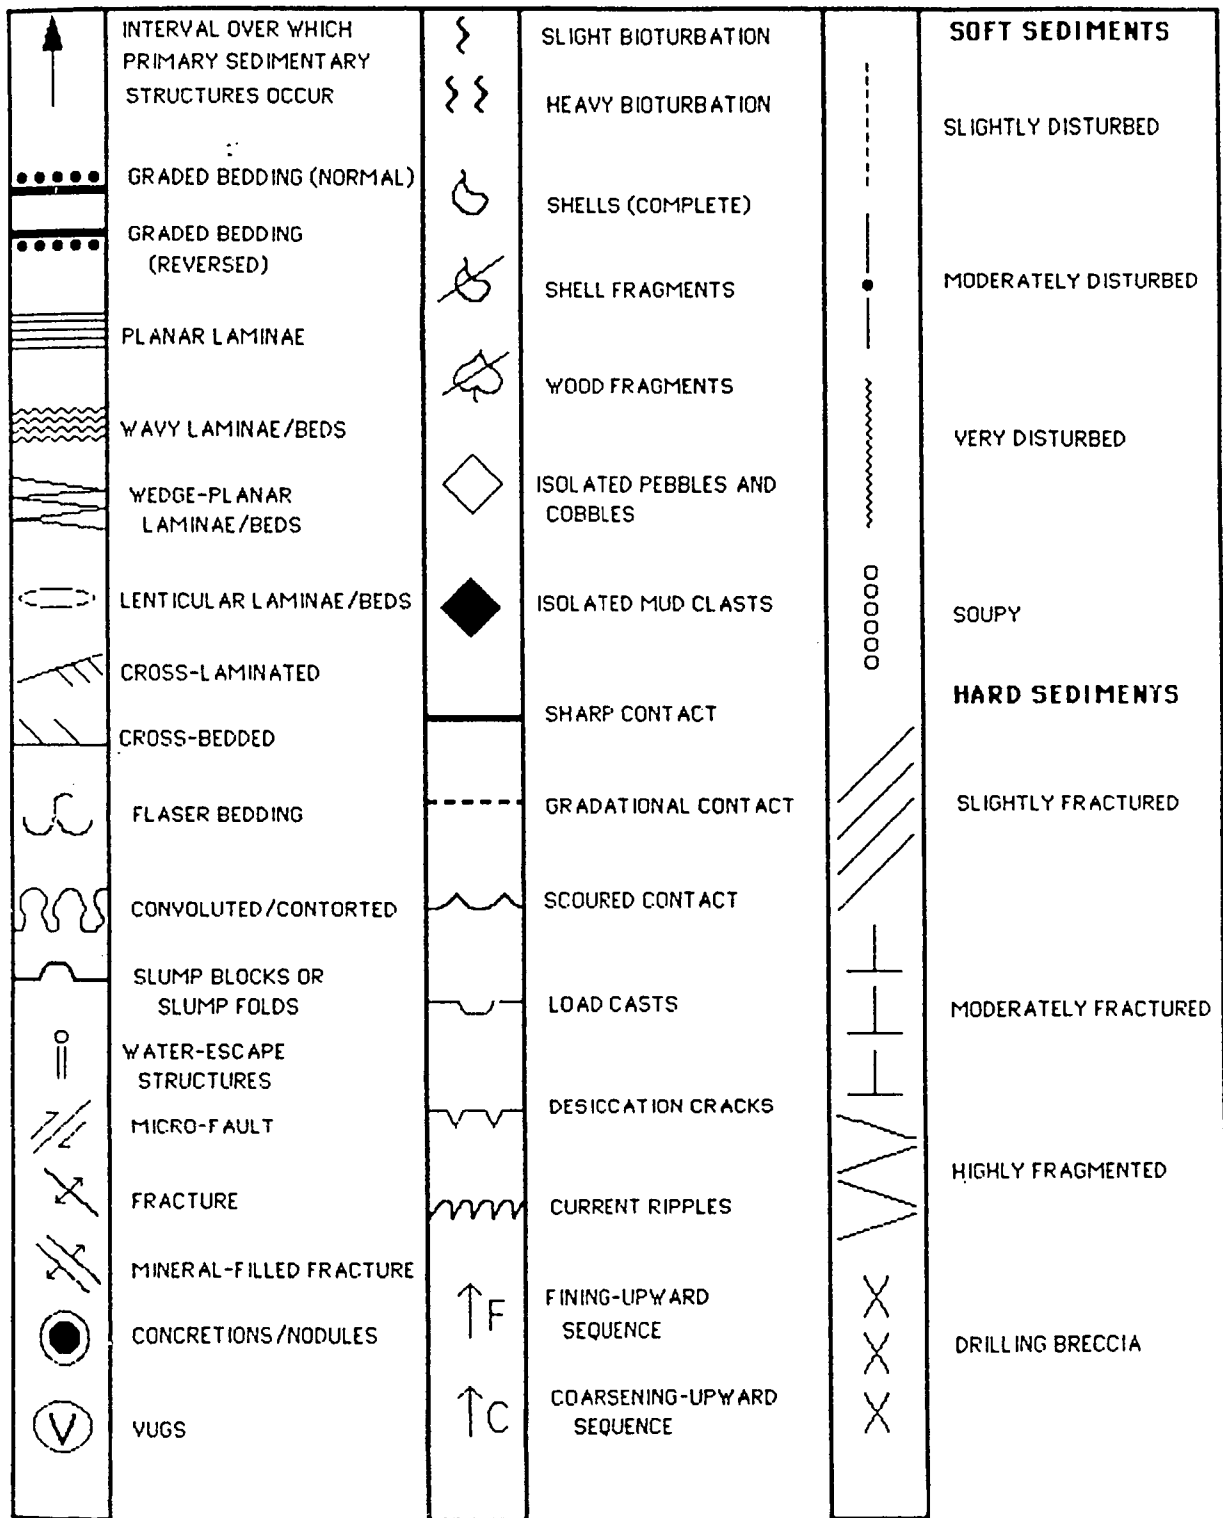 INTERVAL OVER WHICH
PRIMARY SEDIMENTARY
STRUCTURES OCCUR
GRADED BEDDING (NORMAL)
GRADED BEDDING
(REVERSED)
PLANAR LAMINAE
WAVY LAMINAE/BEDS
WEDGE-PLANAR
LAMINAE/BEDS
LENTICULAR LAMINAE/BEDS
CROSS-LAMINATED
CROSS-BEDDED
FLASER BEDDING
CONVOLUTED/CONTORTED
SLUMP BLOCKS OR
SLUMP FOLDS
WATER-ESCAPE
STRUCTURES
MICRO-FAULT
FRACTURE
MINERAL-FILLED FRACTURE
CONCRETIONS/NODULES
V
VUGS
SLIGHT BIOTURBATION
HEAVY BIOTURBATION
SHELLS (COMPLETE)
SHELL FRAGMENTS
WOOD FRAGMENTS
ISOLATED PEBBLES AND
COBBLES
ISOLATED MUD CLASTS
SHARP CONTACT
GRADATIONAL CONTACT
SCOURED CONTACT
LOAD CASTS
DESICCATION CRACKS
CURRENT RIPPLES
F
FINING-UPWARD
SEQUENCE
C
COARSENING-UPWARD
SEQUENCE
SOFT SEDIMENTS
SLIGHTLY DISTURBED
MODERATELY DISTURBED
VERY DISTURBED
SOUPY
HARD SEDIMENTS
SLIGHTLY FRACTURED
MODERATELY FRACTURED
HIGHLY FRAGMENTED
DRILLING BRECCIA